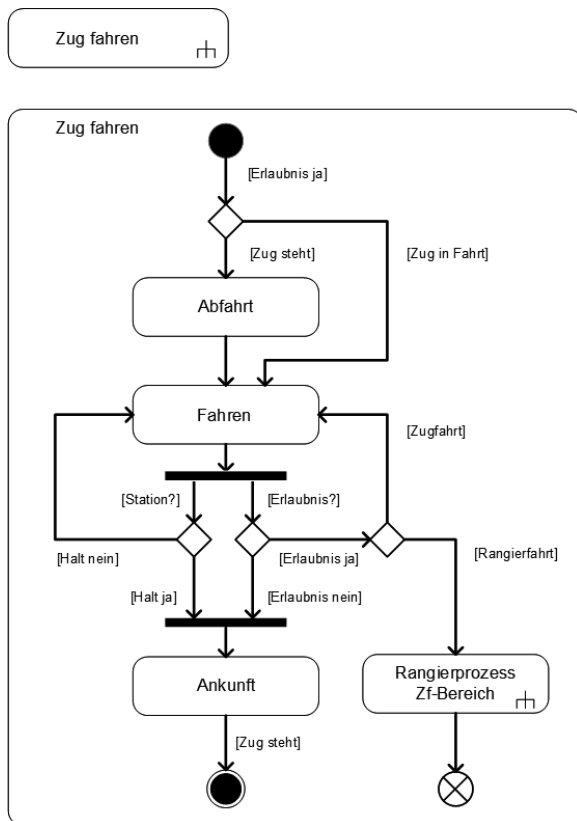 Zug fahren
Zug fahren
[Erlaubnis ja]
[Zug steht]
[Zug in Fahrt]
Abfahrt
Fahren
[Zugfahrt]
[Station?]
[Erlaubnis?]
[Halt nein]
[Erlaubnis ja]
[Rangierfahrt]
[Halt ja]
[Erlaubnis nein]
Ankunft
Rangierprozess
Zf-Bereich
[Zug steht]